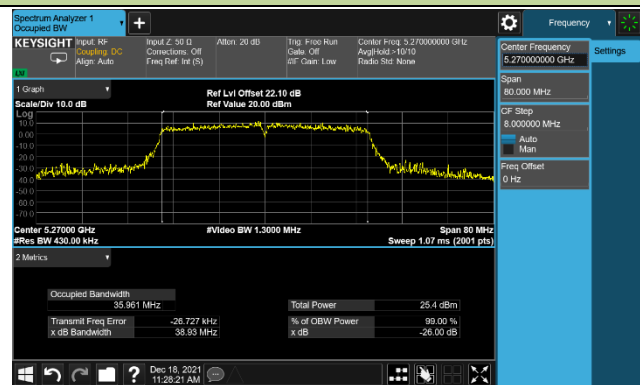 Spectrum Analyzer 1
Occupied BW
KEYSIGHT
Input: RF
Coupling: DC
Align: Auto
Input Z: 50 Ω
Corrections: Off
Freq Ref: Int (S)
Atten: 20 dB
Trig: Free Run
Gate: Off
#IF Gain: Low
Center Freq: 5.270000000 GHz
Avg|Hold:>10/10
Radio Std: None
1 Graph
Scale/Div 10.0 dB
Ref Lvl Offset 22.10 dB
Ref Value 20.00 dBm
Log
10.0
0.00
-10.0
-20.0
-30.0
-40.0
-50.0
-60.0
-70.0
Center 5.27000 GHz
#Res BW 430.00 kHz
#Video BW 1.3000 MHz
Span 80 MHz
Sweep 1.07 ms (2001 pts)
2 Metrics
Occupied Bandwidth
35.961 MHz
Total Power
25.4 dBm
Transmit Freq Error
-26.727 kHz
% of OBW Power
99.00 %
x dB Bandwidth
38.93 MHz
x dB
-26.00 dB
?
Dec 18, 2021
11:28:21 AM
Frequency
Settings
Center Frequency
5.270000000 GHz
Span
80.000 MHz
CF Step
8.000000 MHz
Auto
Man
Freq Offset
0 Hz